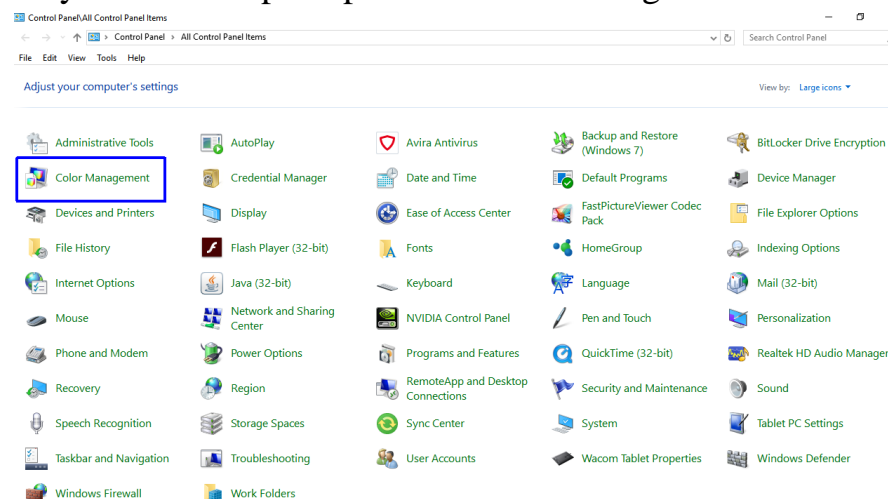 Control Panel\All Control Panel Items
Control Panel > All Control Panel Items
Search Control Panel
File Edit View Tools Help
Adjust your computer's settings
View by: Large icons
Administrative Tools
AutoPlay
Avira Antivirus
Backup and Restore
(Windows 7)
BitLocker Drive Encryption
Color Management
Credential Manager
Date and Time
Default Programs
Device Manager
Devices and Printers
Display
Ease of Access Center
FastPictureViewer Codec
Pack
File Explorer Options
File History
Flash Player (32-bit)
Fonts
HomeGroup
Indexing Options
Internet Options
Java (32-bit)
Keyboard
Language
Mail (32-bit)
Mouse
Network and Sharing
Center
NVIDIA Control Panel
Pen and Touch
Personalization
Phone and Modem
Power Options
Programs and Features
QuickTime (32-bit)
Realtek HD Audio Manager
Recovery
Region
RemoteApp and Desktop
Connections
Security and Maintenance
Sound
Speech Recognition
Storage Spaces
Sync Center
System
Tablet PC Settings
Taskbar and Navigation
Troubleshooting
User Accounts
Wacom Tablet Properties
Windows Defender
Windows Firewall
Work Folders